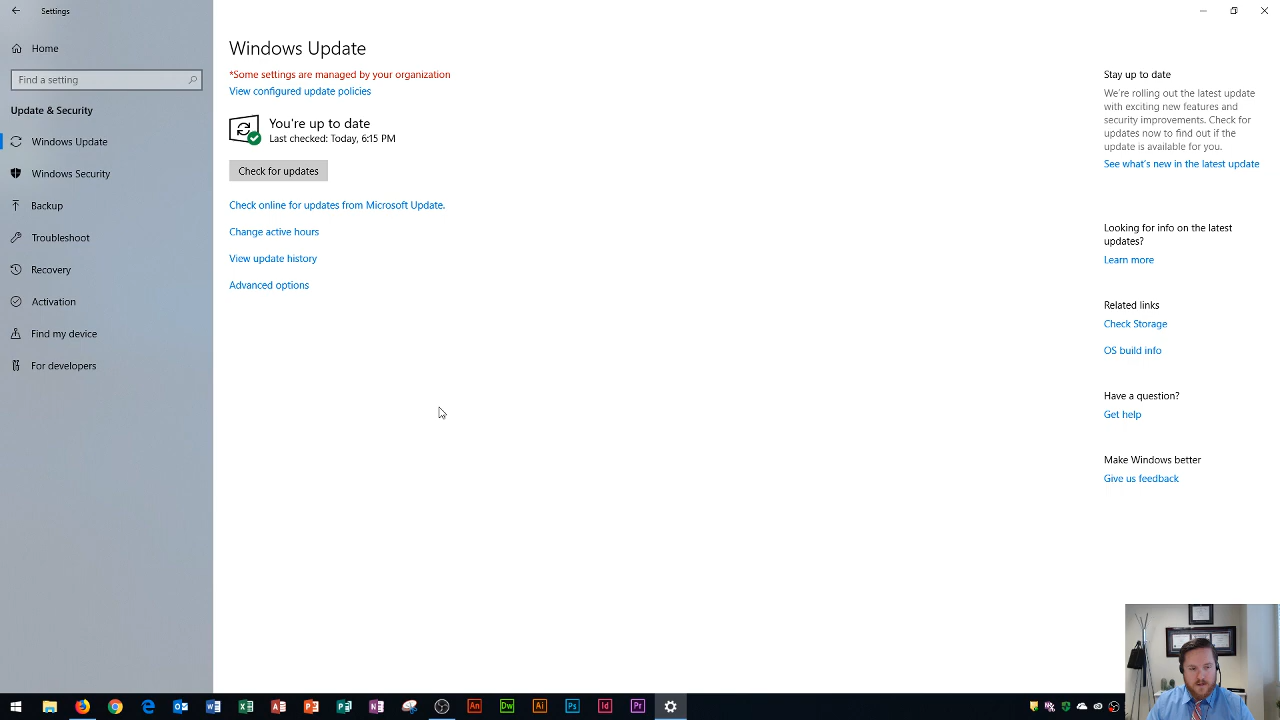 Settings
Home
Find a setting
Update & Security
Windows Update
Windows Security
Backup
Troubleshoot
Recovery
Activation
Find my device
For developers
Windows Update
*Some settings are managed by your organization
View configured update policies
You're up to date
Last checked: Today, 6:15 PM
Check for updates
Check online for updates from Microsoft Update.
Change active hours
View update history
Advanced options
Stay up to date
We're rolling out the latest update
with exciting new features and
security improvements. Check for
updates now to find out if the
update is available for you.
See what's new in the latest update
Looking for info on the latest
updates?
Learn more
Related links
Check Storage
OS build info
Have a question?
Get help
Make Windows better
Give us feedback
An
Dw
Ai
Ps
Id
Pr